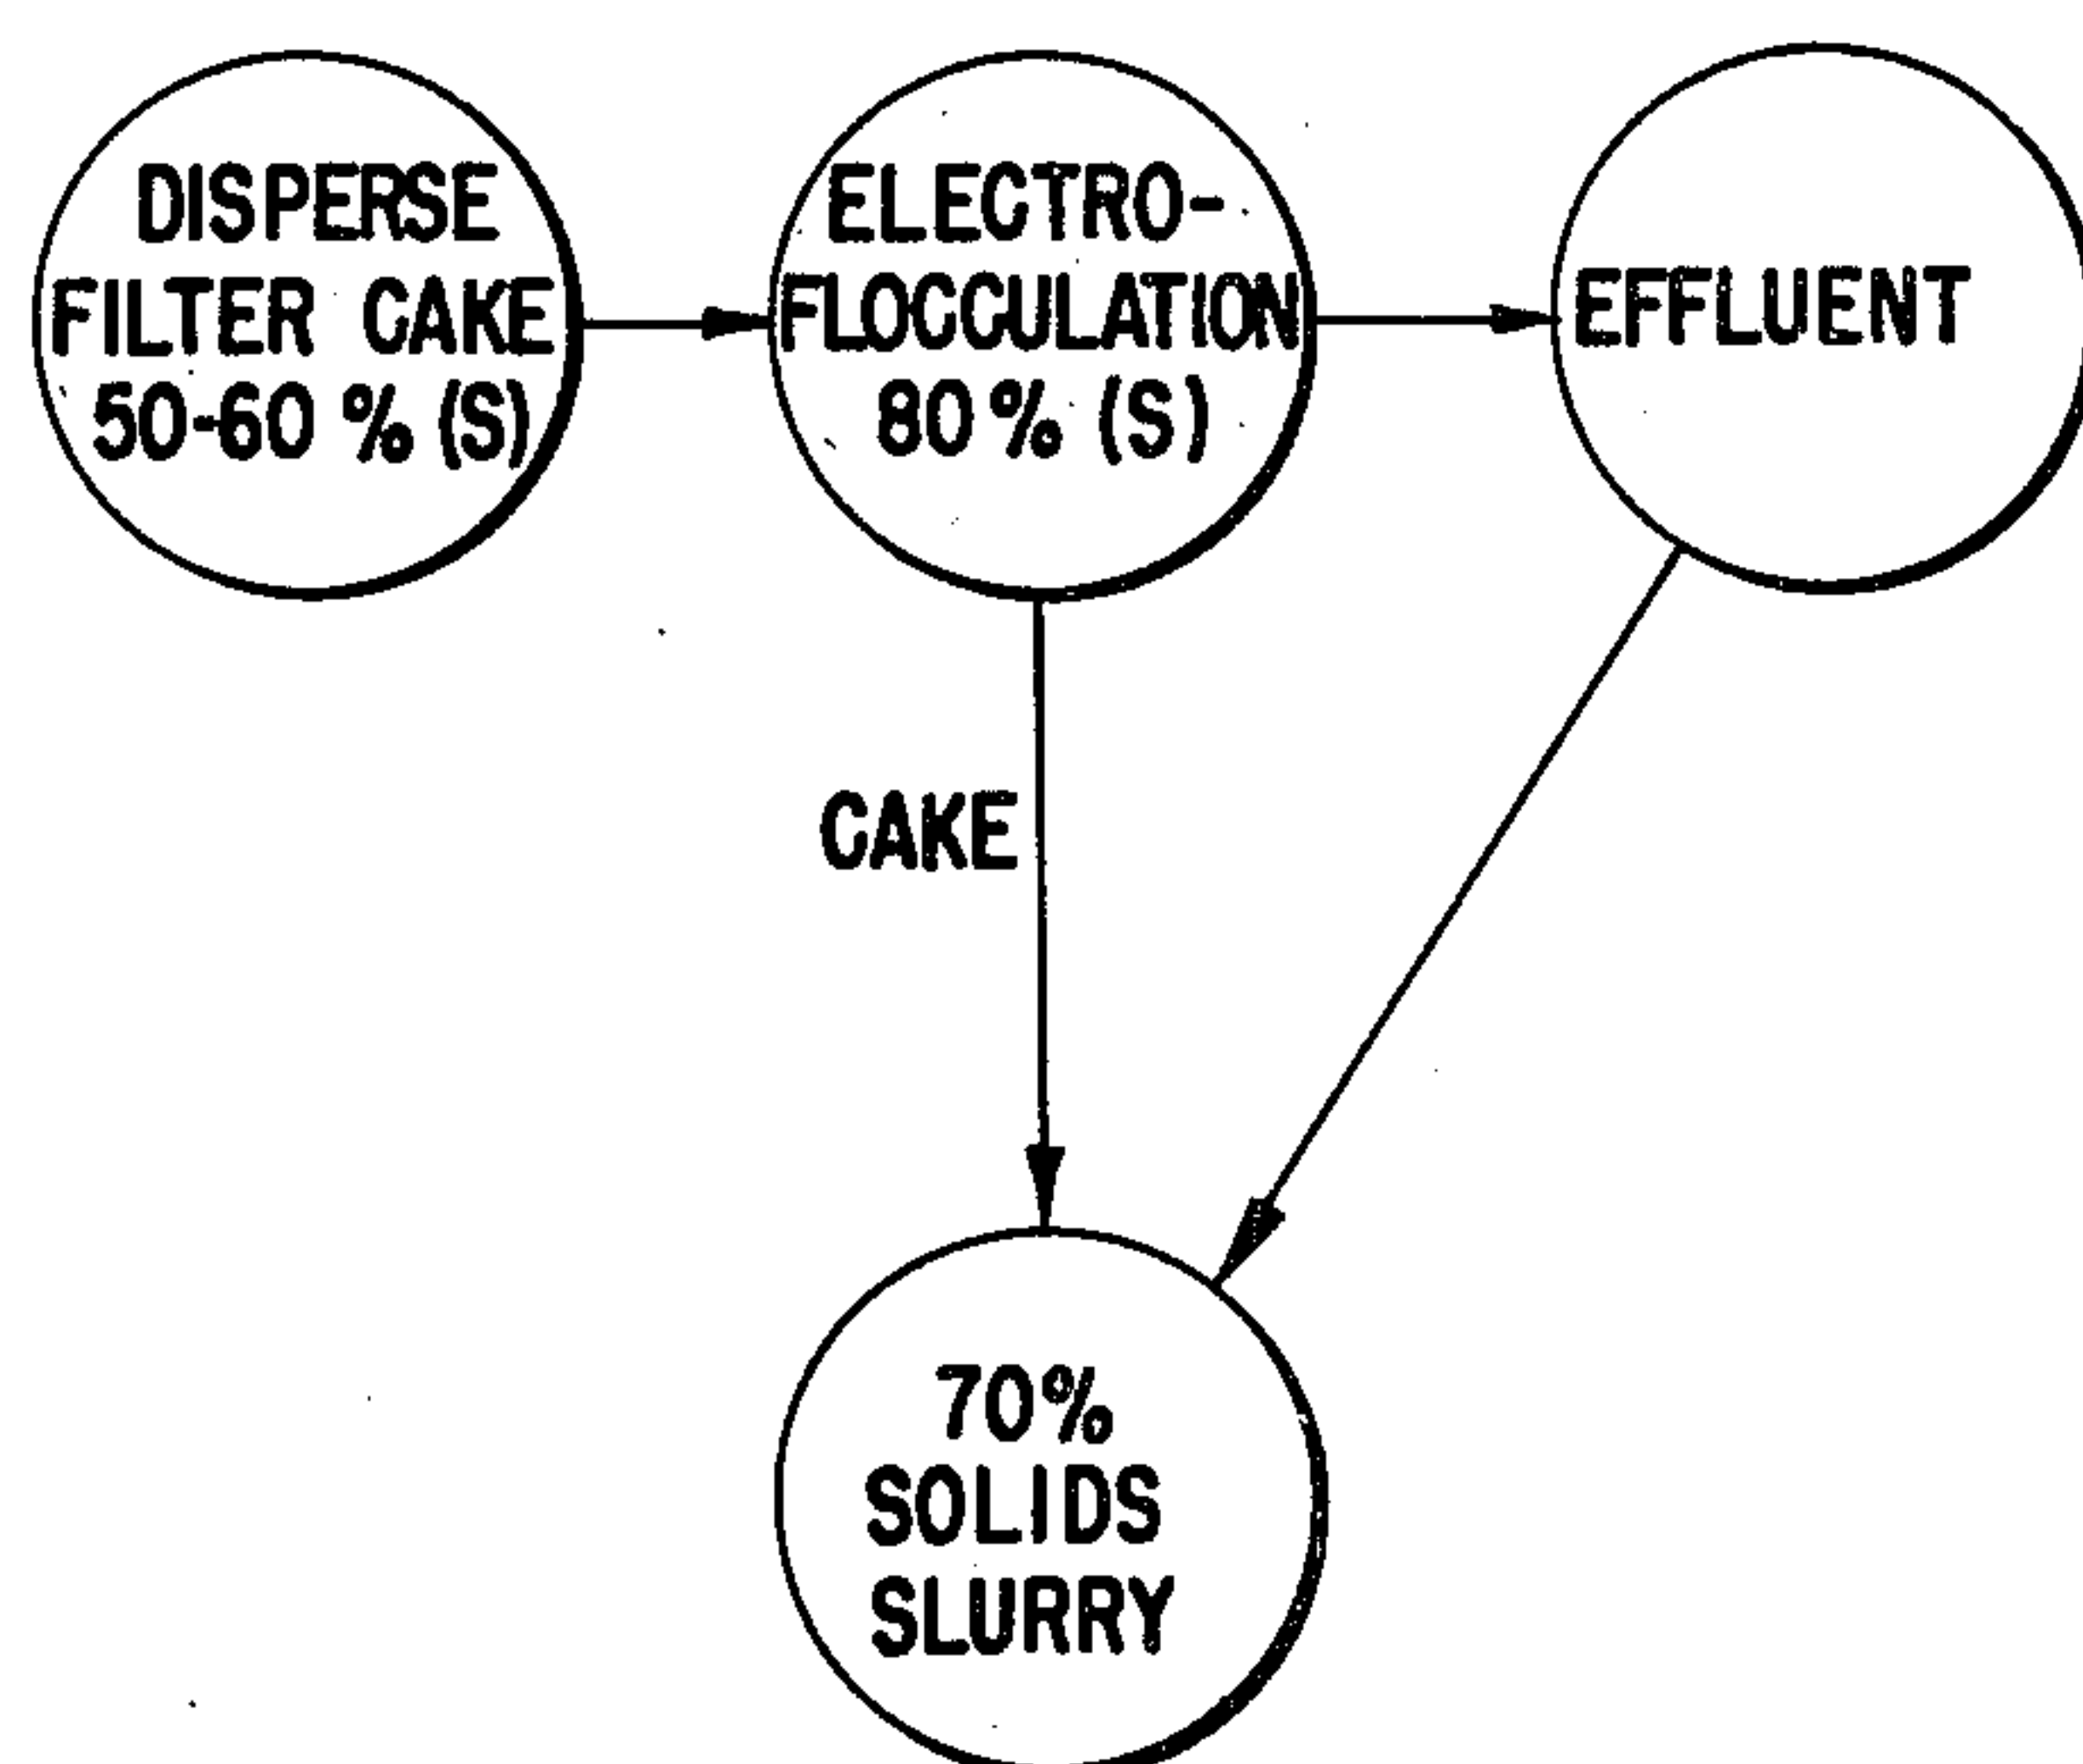 DISPERSE
FILTER CAKE
50-60 % (S)
ELECTRO-
FLOCCULATION
80% (S)
EFFLUENT
CAKE
70%
SOLIDS
SLURRY